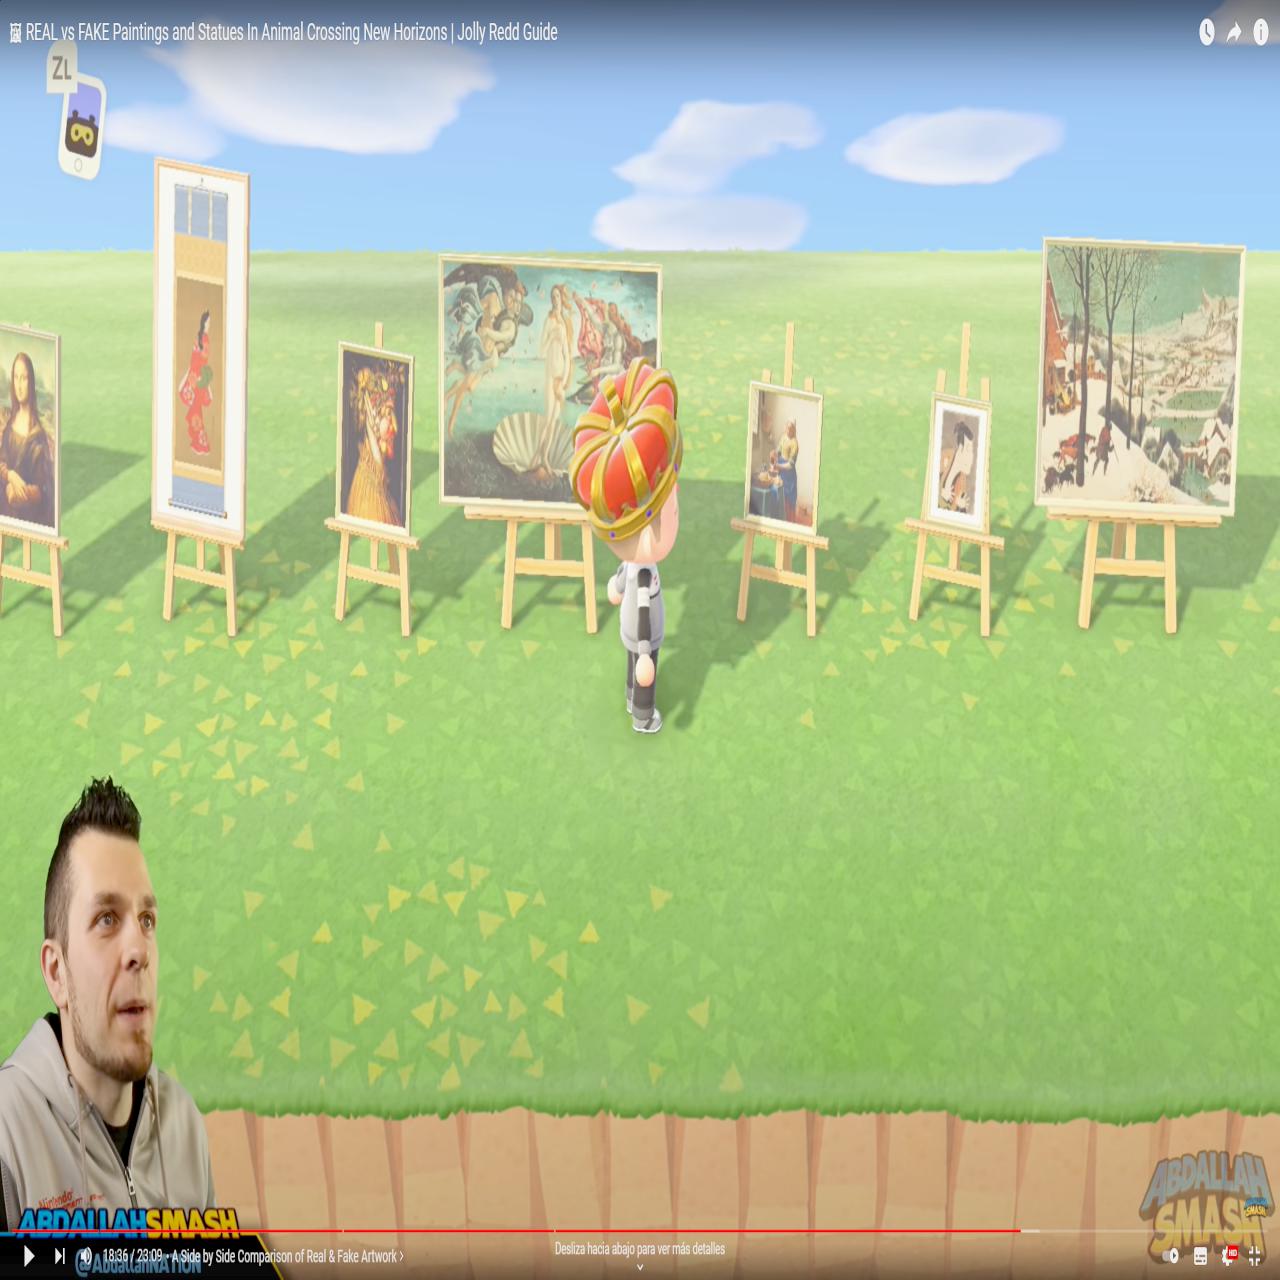 REAL vs FAKE Paintings and Statues In Animal Crossing New Horizons | Jolly Redd Guide
ZL
Nintendo
ABDALLAHSMASH
@AbdallahNATION
ABDALLAH
SMASH
18:36 / 23:09 • A Side by Side Comparison of Real & Fake Artwork
Desliza hacia abajo para ver más detalles
HD